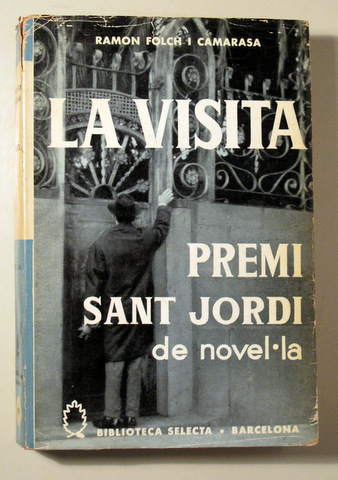 RAMON FOLCH I CAMARASA
LA VISITA
PREMI
SANT JORDI
de novel·la
BIBLIOTECA SELECTA • BARCELONA